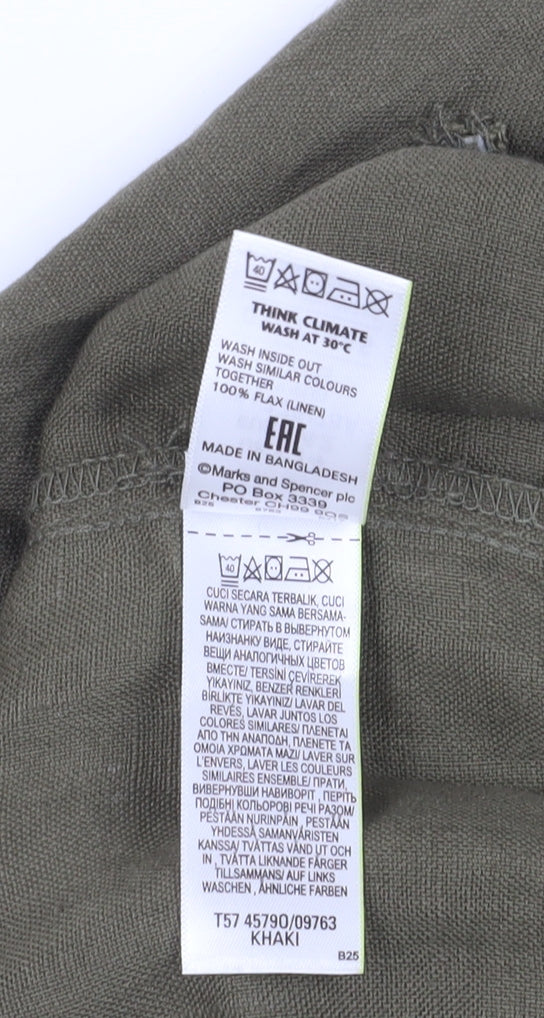 40
THINK CLIMATE
WASH AT 30°C
WASH INSIDE OUT
WASH SIMILAR COLOURS
TOGETHER
100% FLAX (LINEN)
EAC
MADE IN BANGLADESH
©Marks and Spencer plc
PO Box 3339
Chester CH99 9QS
B25
40
CUCI SECARA TERBALIK, CUCI
WARNA YANG SAMA BERSAMA-
SAMA/ СТИРАТЬ В ВЫВЕРНУТОМ
НАИЗНАНКУ ВИДЕ, СТИРАЙТЕ
ВЕЩИ АНАЛОГИЧНЫХ ЦВЕТОВ
ВМЕСТЕ/ TERSİNİ ÇEVİREREK
YIKAYINIZ, BENZER RENKLERİ
BİRLİKTE YIKAYINIZ/ LAVAR DEL
REVÉS, LAVAR JUNTOS LOS
COLORES SIMILARES/ ΠΛΕΝΕΤΑΙ
ΑΠΟ ΤΗΝ ΑΝΑΠΟΔΗ, ΠΛΕΝΕΤΕ ΤΑ
ΟΜΟΙΑ ΧΡΩΜΑΤΑ ΜΑΖΙ/ LAVER SUR
L'ENVERS, LAVER LES COULEURS
SIMILAIRES ENSEMBLE/ ПРАТИ,
ВИВЕРНУВШИ НАВИВОРІТ , ПЕРІТЬ
ПОДІБНІ КОЛЬОРОВІ РЕЧІ РАЗОМ/
PESTÄÄN NURINPÄIN , PESTÄÄN
YHDESSÄ SAMANVÄRISTEN
KANSSA/ TVÄTTAS VÄND UT OCH
IN , TVÄTTA LIKNANDE FÄRGER
TILLSAMMANS/ AUF LINKS
WASCHEN , ÄHNLICHE FARBEN
T57 4579O/09763
KHAKI
B25